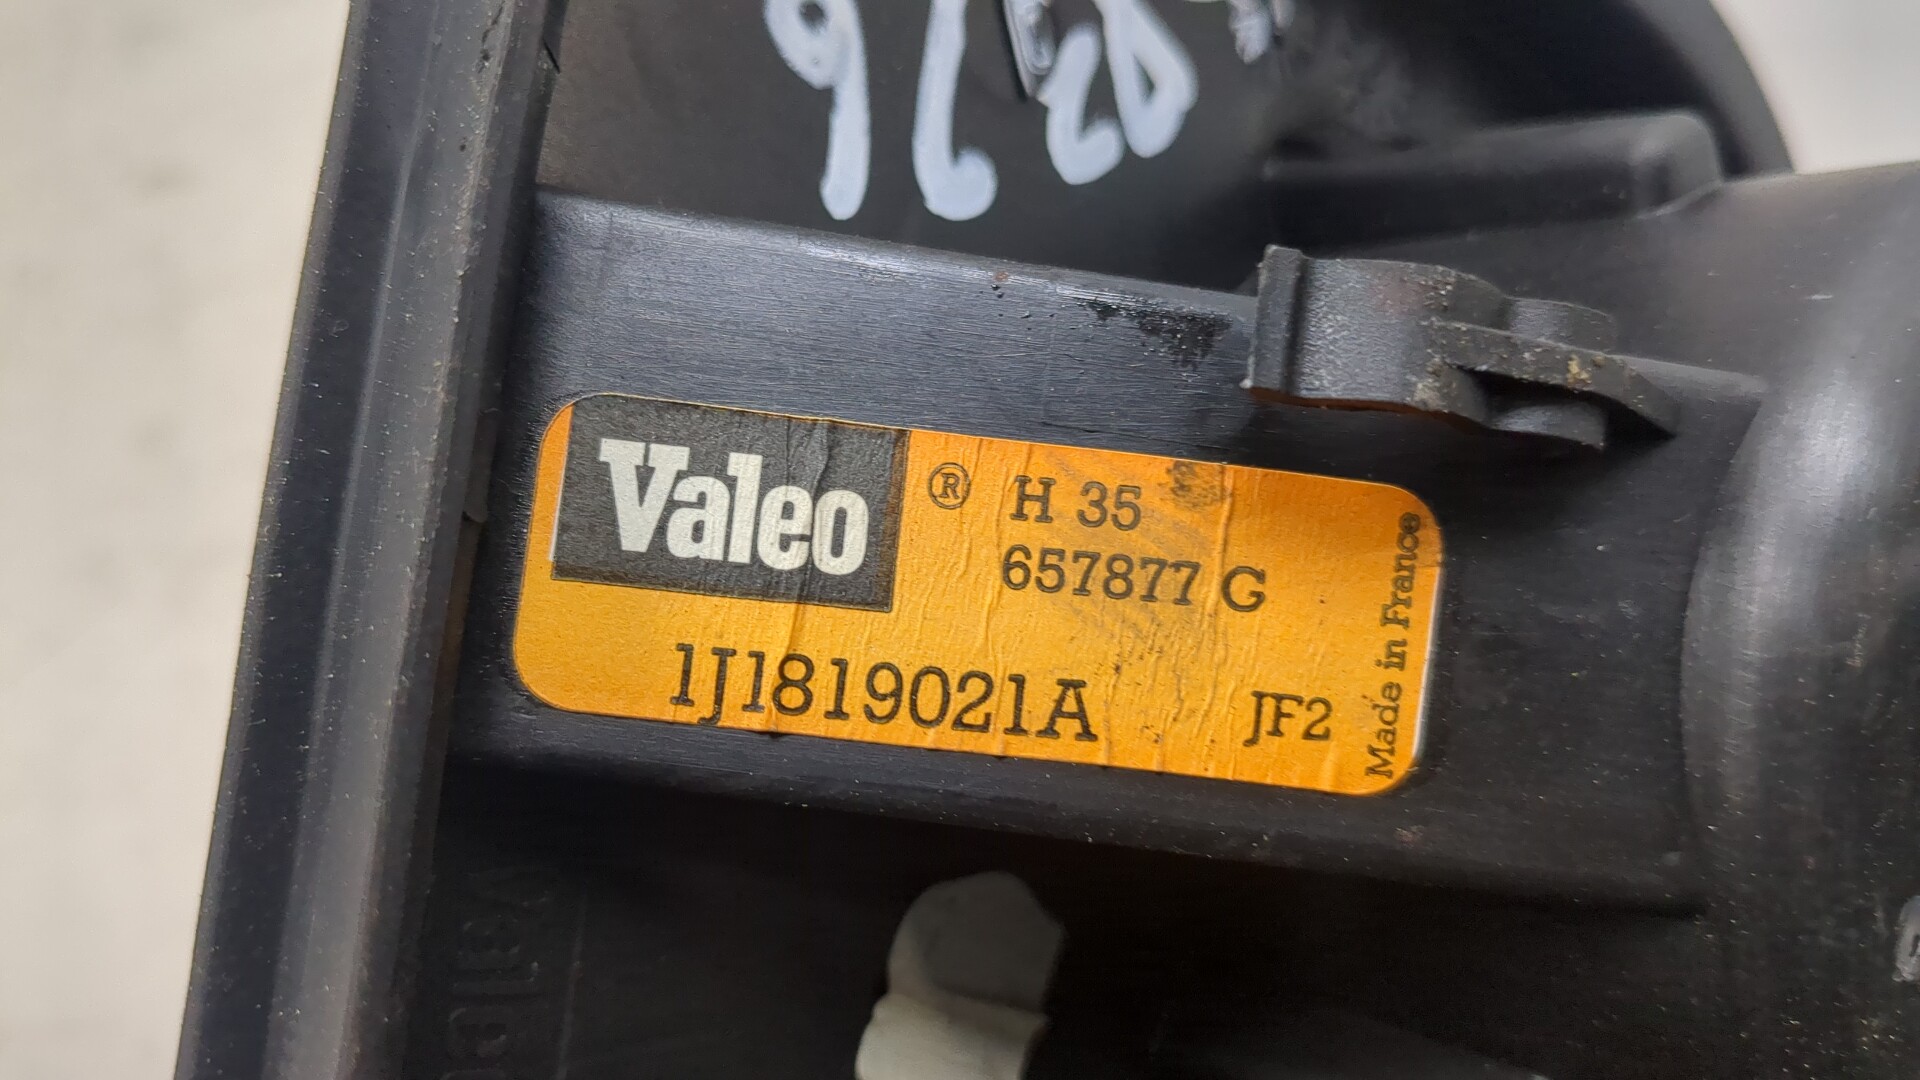 Valeo ® H 35
657877 G
1J1819021A JF2
Made in France